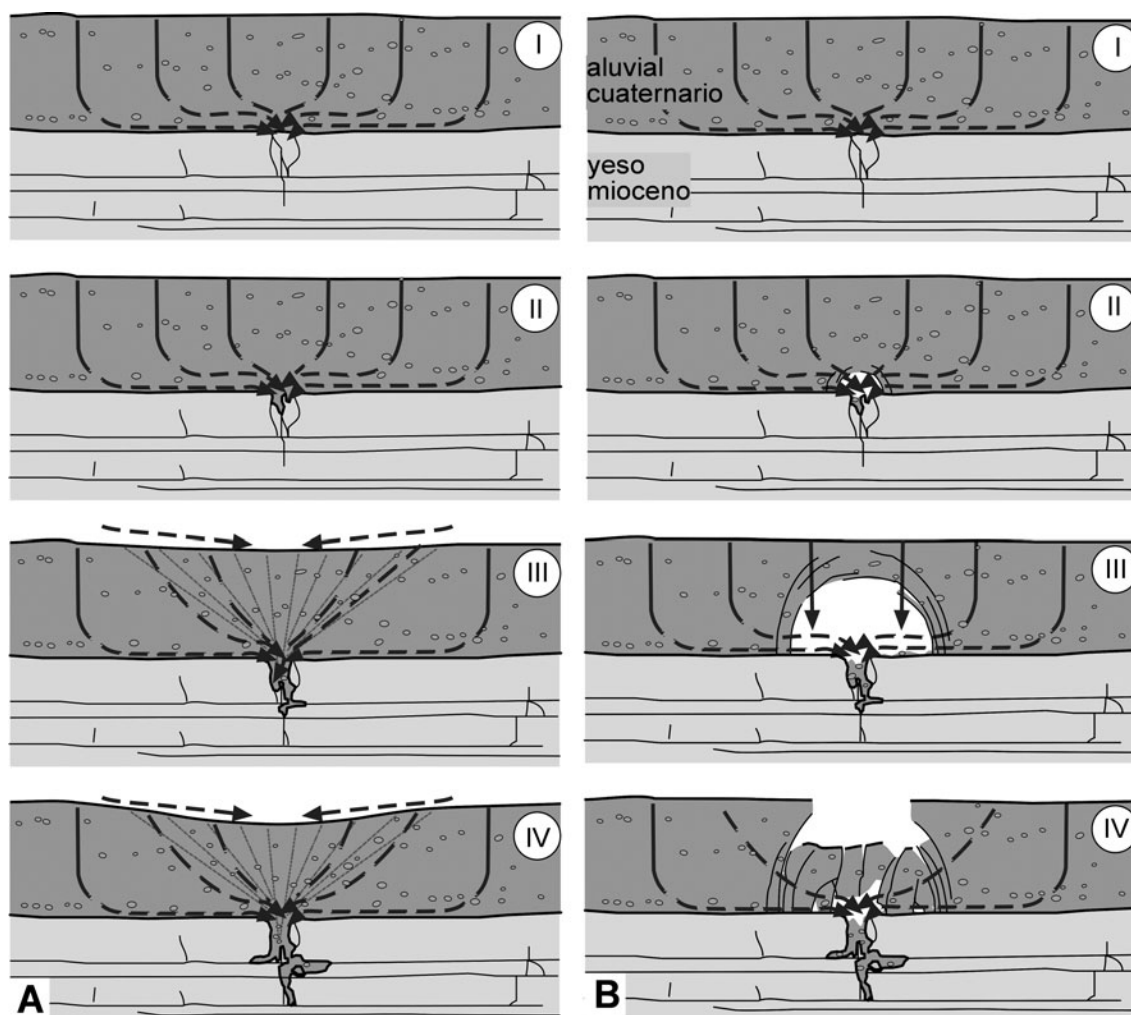 I
I
aluvial
cuaternario
yeso
mioceno
II
II
III
III
IV
IV
A
B